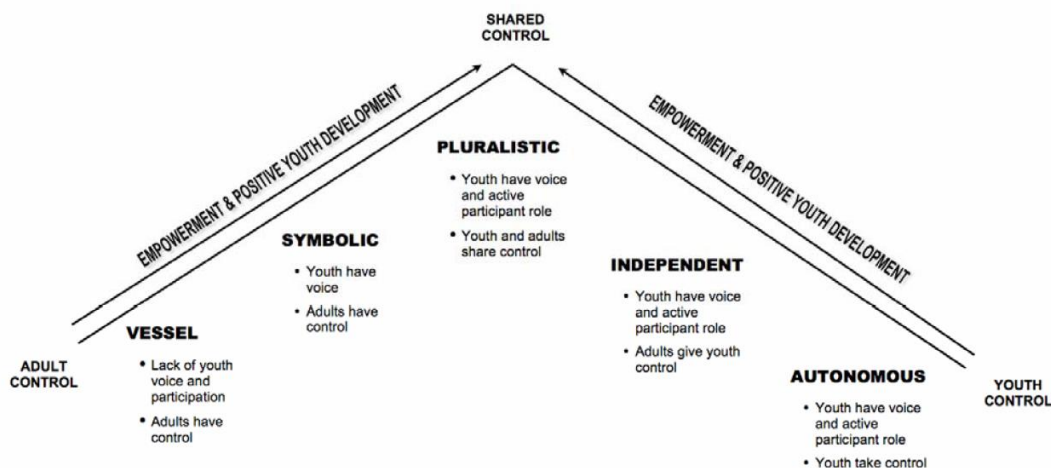 SHARED
CONTROL
EMPOWERMENT & POSITIVE YOUTH DEVELOPMENT
EMPOWERMENT & POSITIVE YOUTH DEVELOPMENT
PLURALISTIC
• Youth have voice
and active
participant role
• Youth and adults
share control
SYMBOLIC
• Youth have
voice
• Adults have
control
INDEPENDENT
• Youth have voice
and active
participant role
• Adults give youth
control
VESSEL
• Lack of youth
voice and
participation
• Adults have
control
ADULT
CONTROL
AUTONOMOUS
• Youth have voice
and active
participant role
• Youth take control
YOUTH
CONTROL